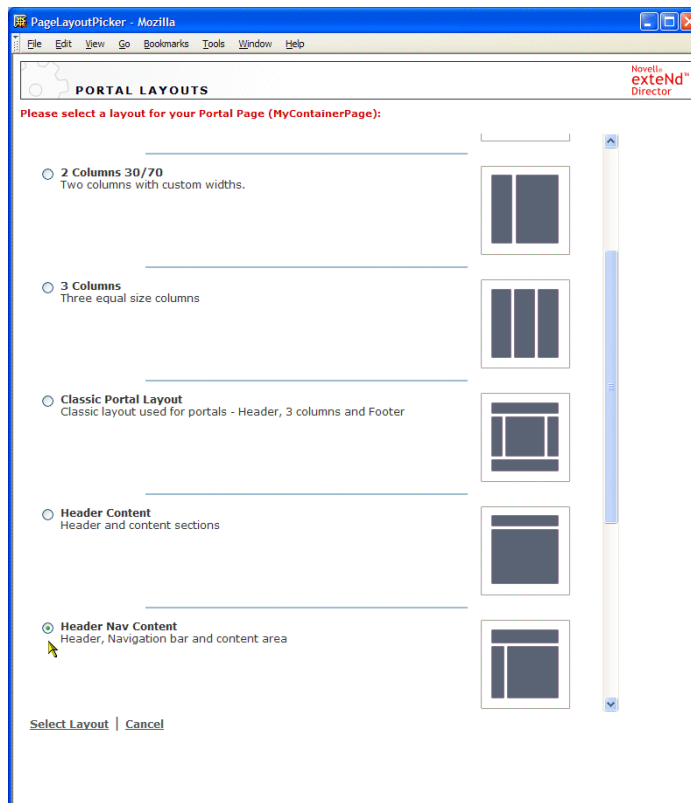 PageLayoutPicker - Mozilla
File Edit View Go Bookmarks Tools Window Help
PORTAL LAYOUTS
Novell®
exteNd™
Director
Please select a layout for your Portal Page (MyContainerPage):
2 Columns 30/70
Two columns with custom widths.
3 Columns
Three equal size columns
Classic Portal Layout
Classic layout used for portals - Header, 3 columns and Footer
Header Content
Header and content sections
Header Nav Content
Header, Navigation bar and content area
Select Layout | Cancel